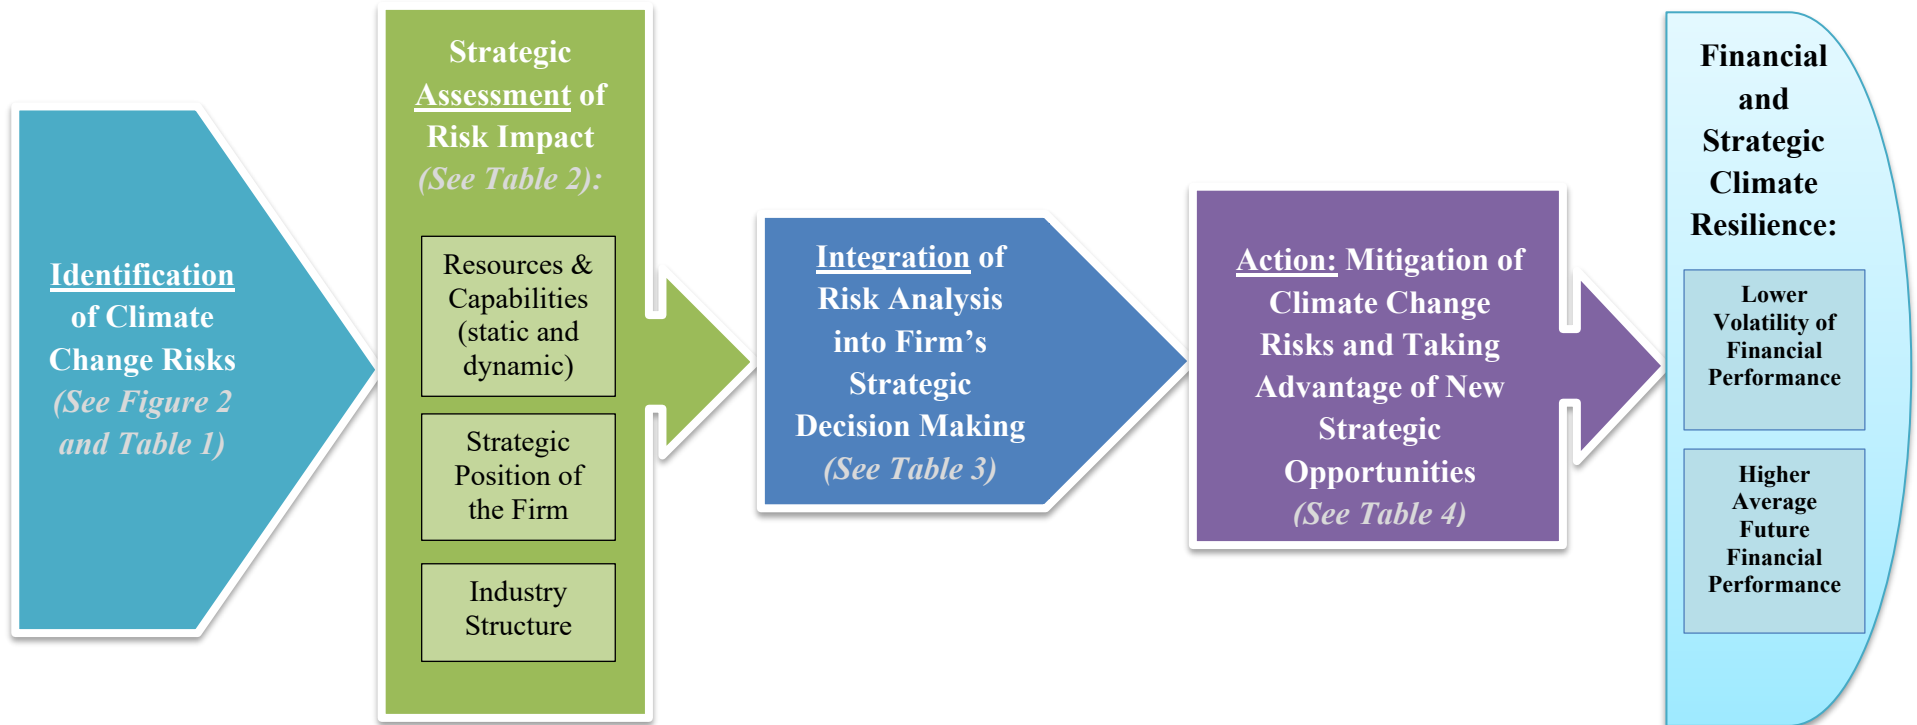 Identification
of Climate
Change Risks
(See Figure 2
and Table 1)
Strategic
Assessment of
Risk Impact
(See Table 2):
Resources &
Capabilities
(static and
dynamic)
Strategic
Position of
the Firm
Industry
Structure
Integration of
Risk Analysis
into Firm’s
Strategic
Decision Making
(See Table 3)
Action: Mitigation of
Climate Change
Risks and Taking
Advantage of New
Strategic
Opportunities
(See Table 4)
Financial
and
Strategic
Climate
Resilience:
Lower
Volatility of
Financial
Performance
Higher
Average
Future
Financial
Performance